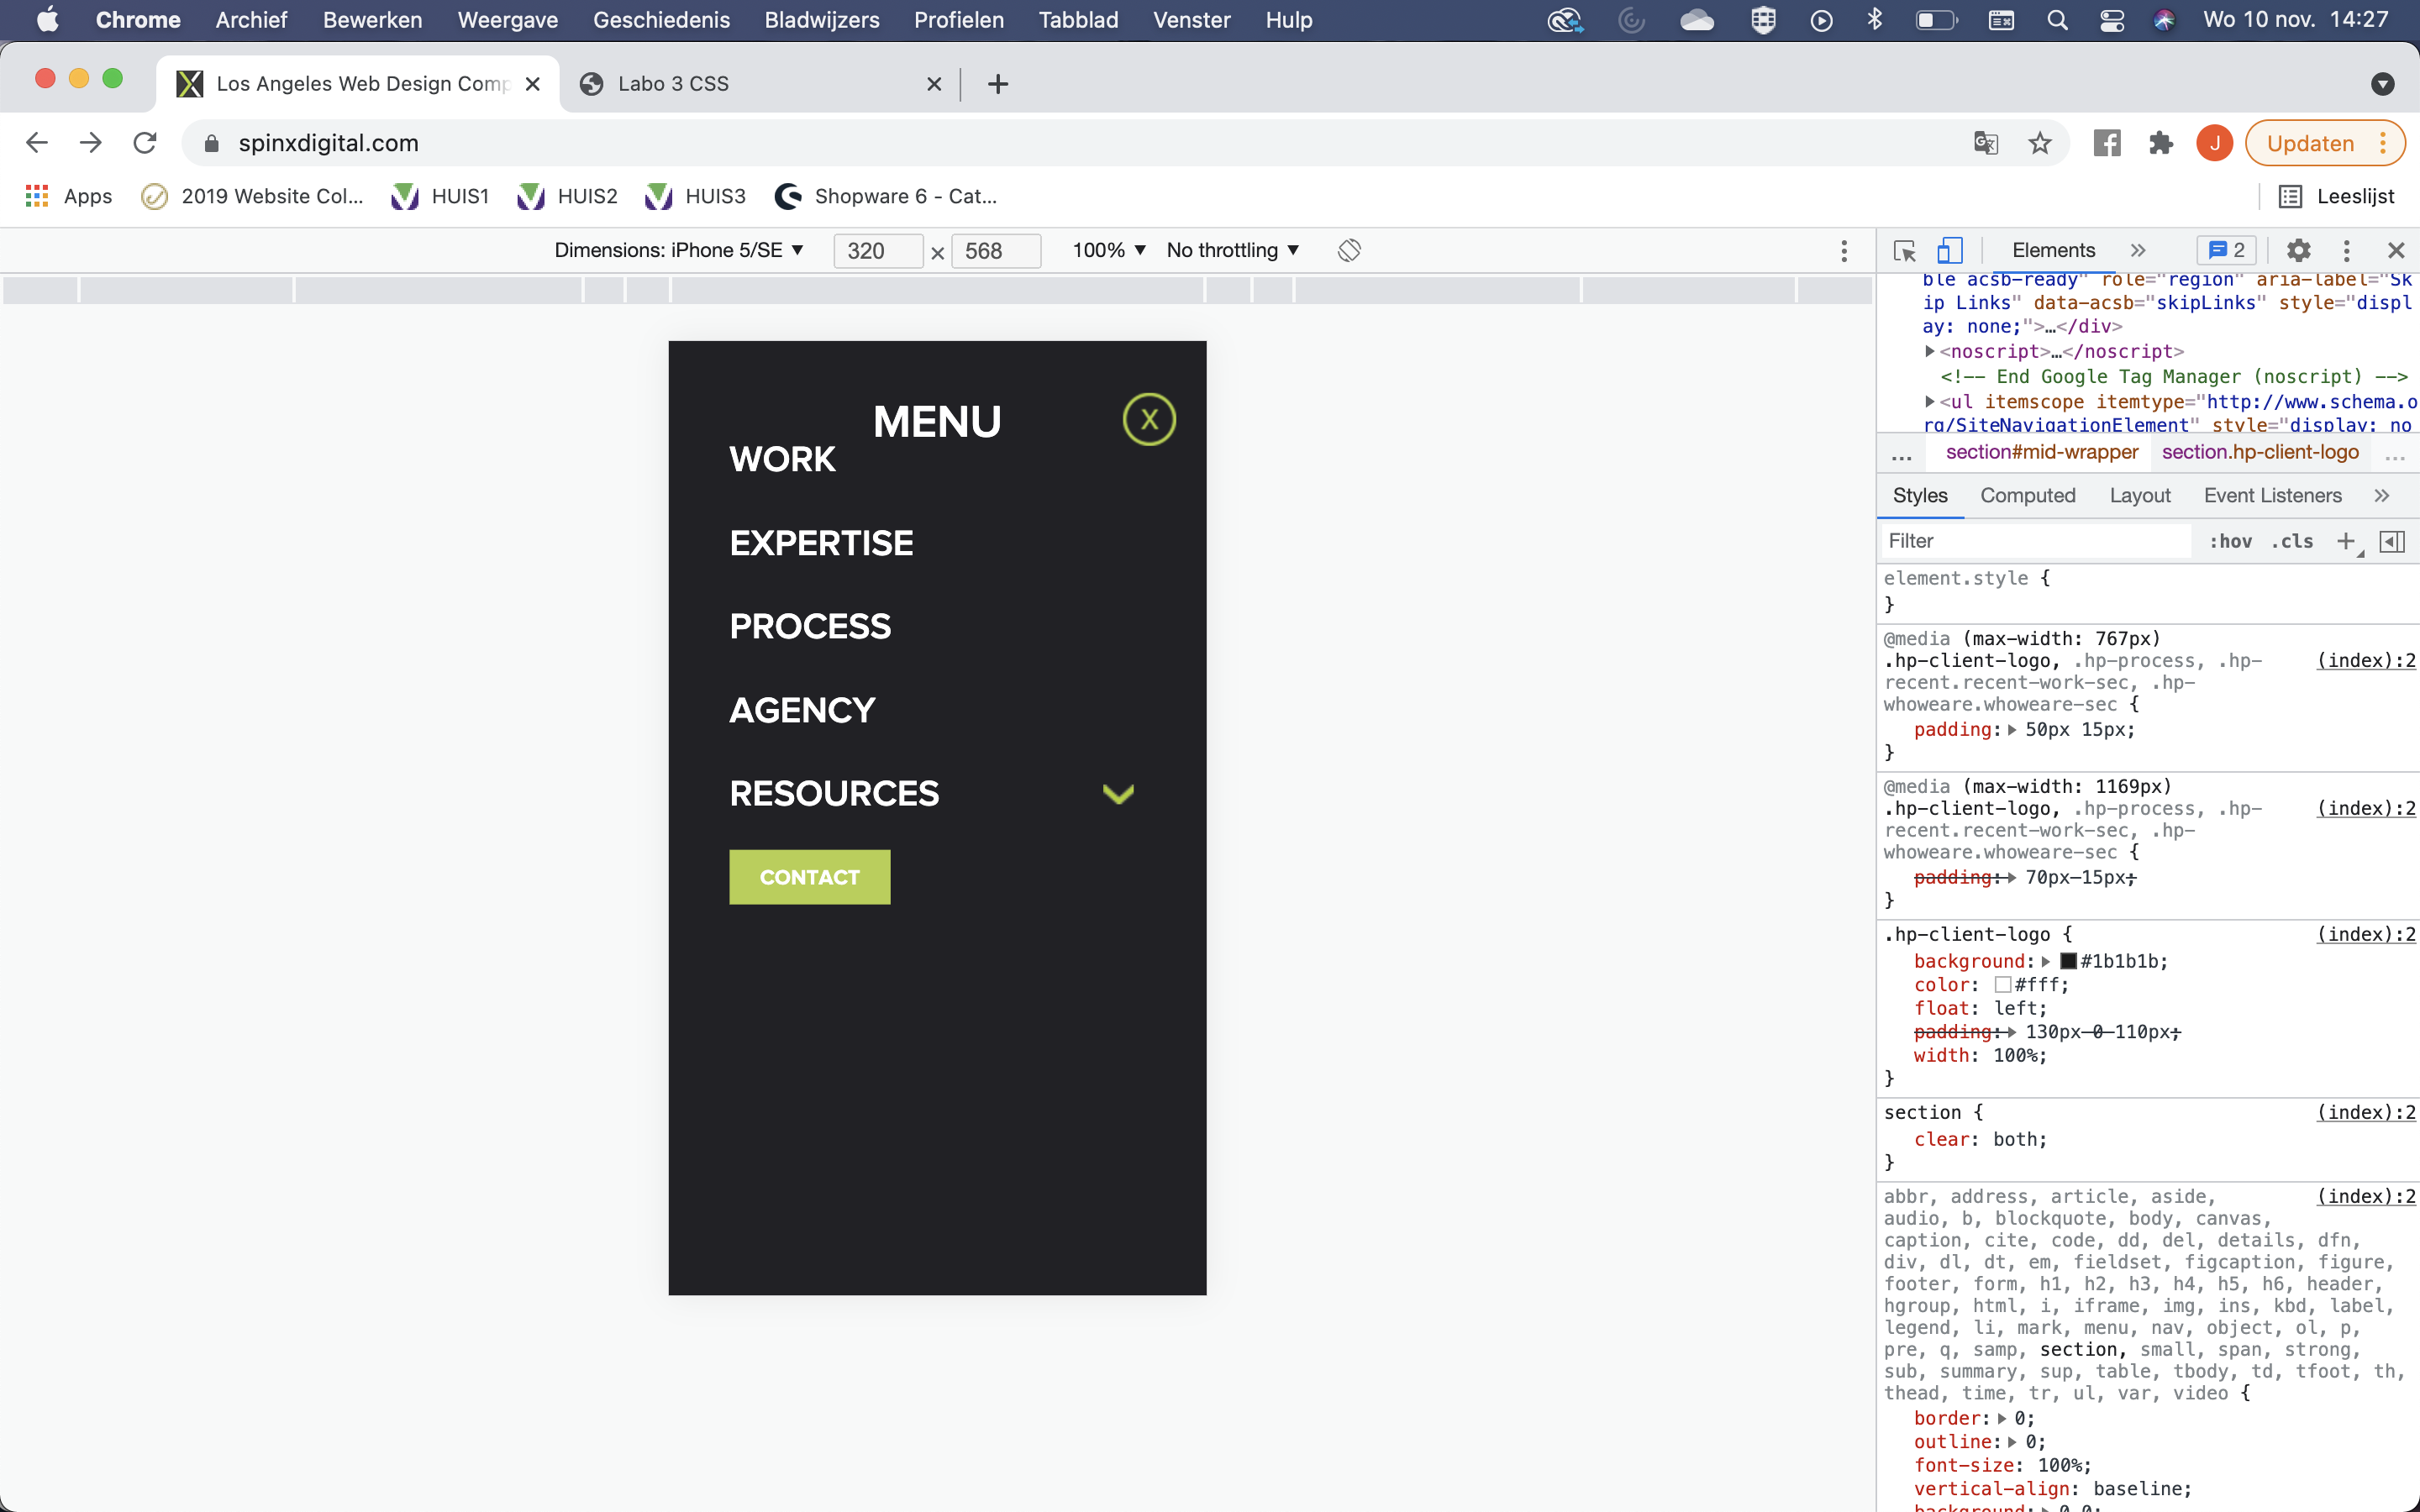 Chrome Archief Bewerken Weergave Geschiedenis Bladwijzers Profielen Tabblad Venster Hulp Wo 10 nov. 14:27
Los Angeles Web Design Comp Labo 3 CSS
spinxdigital.com J Updaten
Apps 2019 Website Col... HUIS1 HUIS2 HUIS3 Shopware 6 - Cat... Leeslijst
Dimensions: iPhone 5/SE ▼ 320 × 568 100% ▼ No throttling ▼ Elements » 2
ble acsb-ready" role="region" aria-label="Sk
ip Links" data-acsb="skipLinks" style="displ
ay: none;">…</div>
<noscript>…</noscript>
<!-- End Google Tag Manager (noscript) -->
<ul itemscope itemtype="http://www.schema.o
rg/SiteNavigationElement" style="display: no
... section#mid-wrapper section.hp-client-logo ...
Styles Computed Layout Event Listeners »
Filter :hov .cls +
MENU X
WORK
EXPERTISE
PROCESS
AGENCY
RESOURCES
CONTACT
element.style {
}
@media (max-width: 767px)
.hp-client-logo, .hp-process, .hp- (index):2
recent.recent-work-sec, .hp-
whoweare.whoweare-sec {
padding: 50px 15px;
}
@media (max-width: 1169px)
.hp-client-logo, .hp-process, .hp- (index):2
recent.recent-work-sec, .hp-
whoweare.whoweare-sec {
padding: 70px 15px;
}
.hp-client-logo { (index):2
background: #1b1b1b;
color: #fff;
float: left;
padding: 130px 0 110px;
width: 100%;
}
section { (index):2
clear: both;
}
abbr, address, article, aside, (index):2
audio, b, blockquote, body, canvas,
caption, cite, code, dd, del, details, dfn,
div, dl, dt, em, fieldset, figcaption, figure,
footer, form, h1, h2, h3, h4, h5, h6, header,
hgroup, html, i, iframe, img, ins, kbd, label,
legend, li, mark, menu, nav, object, ol, p,
pre, q, samp, section, small, span, strong,
sub, summary, sup, table, tbody, td, tfoot, th,
thead, time, tr, ul, var, video {
border: 0;
outline: 0;
font-size: 100%;
vertical-align: baseline;
background: 0 0;